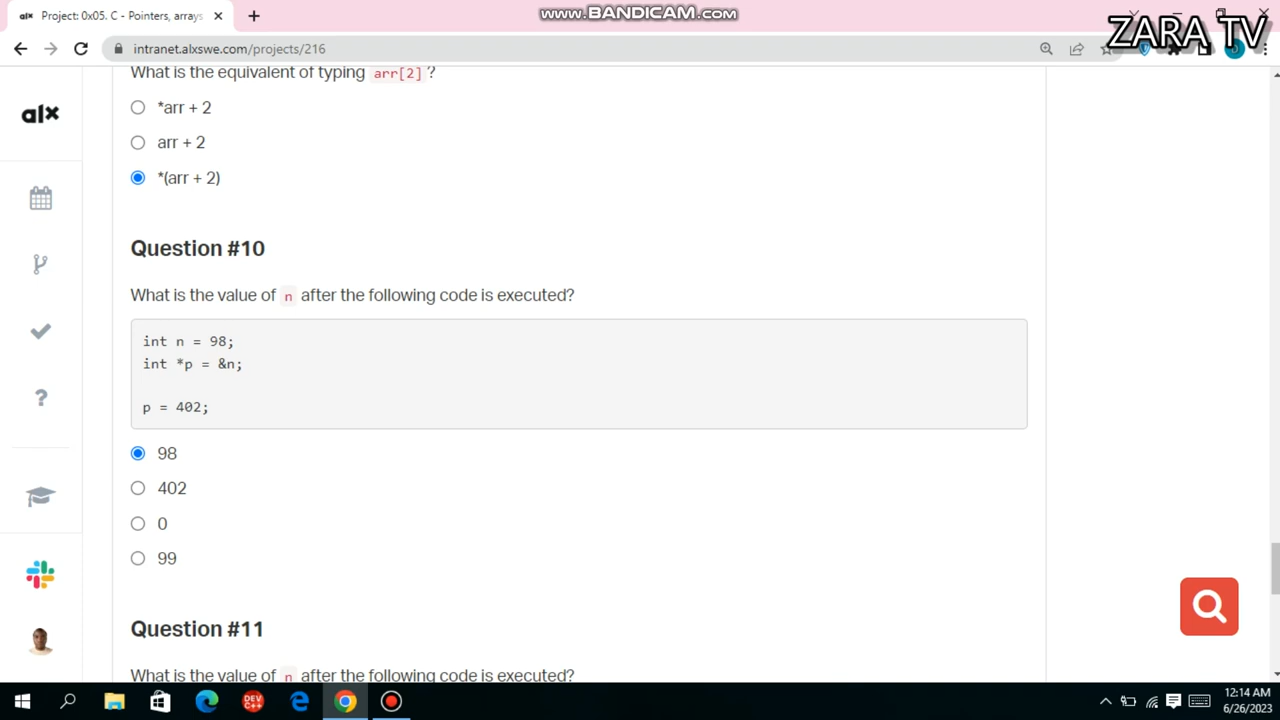 www.BANDICAM.com
alx Project: 0x05. C - Pointers, arrays
ZARA TV
intranet.alxswe.com/projects/216
What is the equivalent of typing arr[2] ?
alx
*arr + 2
arr + 2
*(arr + 2)
Question #10
What is the value of n after the following code is executed?
int n = 98;
int *p = &n;
p = 402;
98
402
0
99
Question #11
What is the value of n after the following code is executed?
DEV C++
12:14 AM
6/26/2023